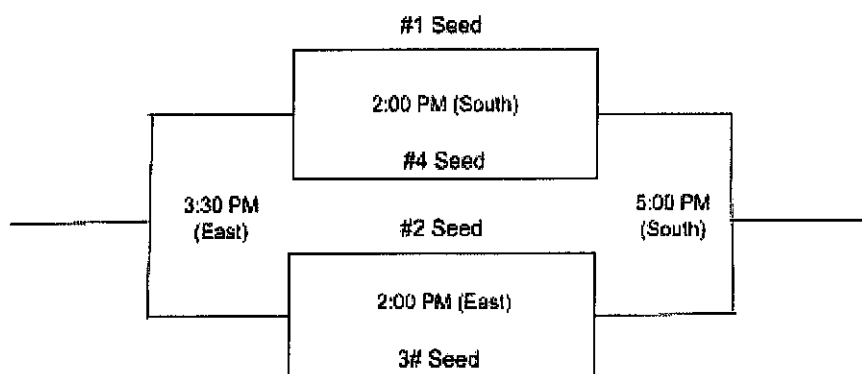 #1 Seed
2:00 PM (South)
#4 Seed
3:30 PM
(East)
5:00 PM
(South)
#2 Seed
2:00 PM (East)
3# Seed